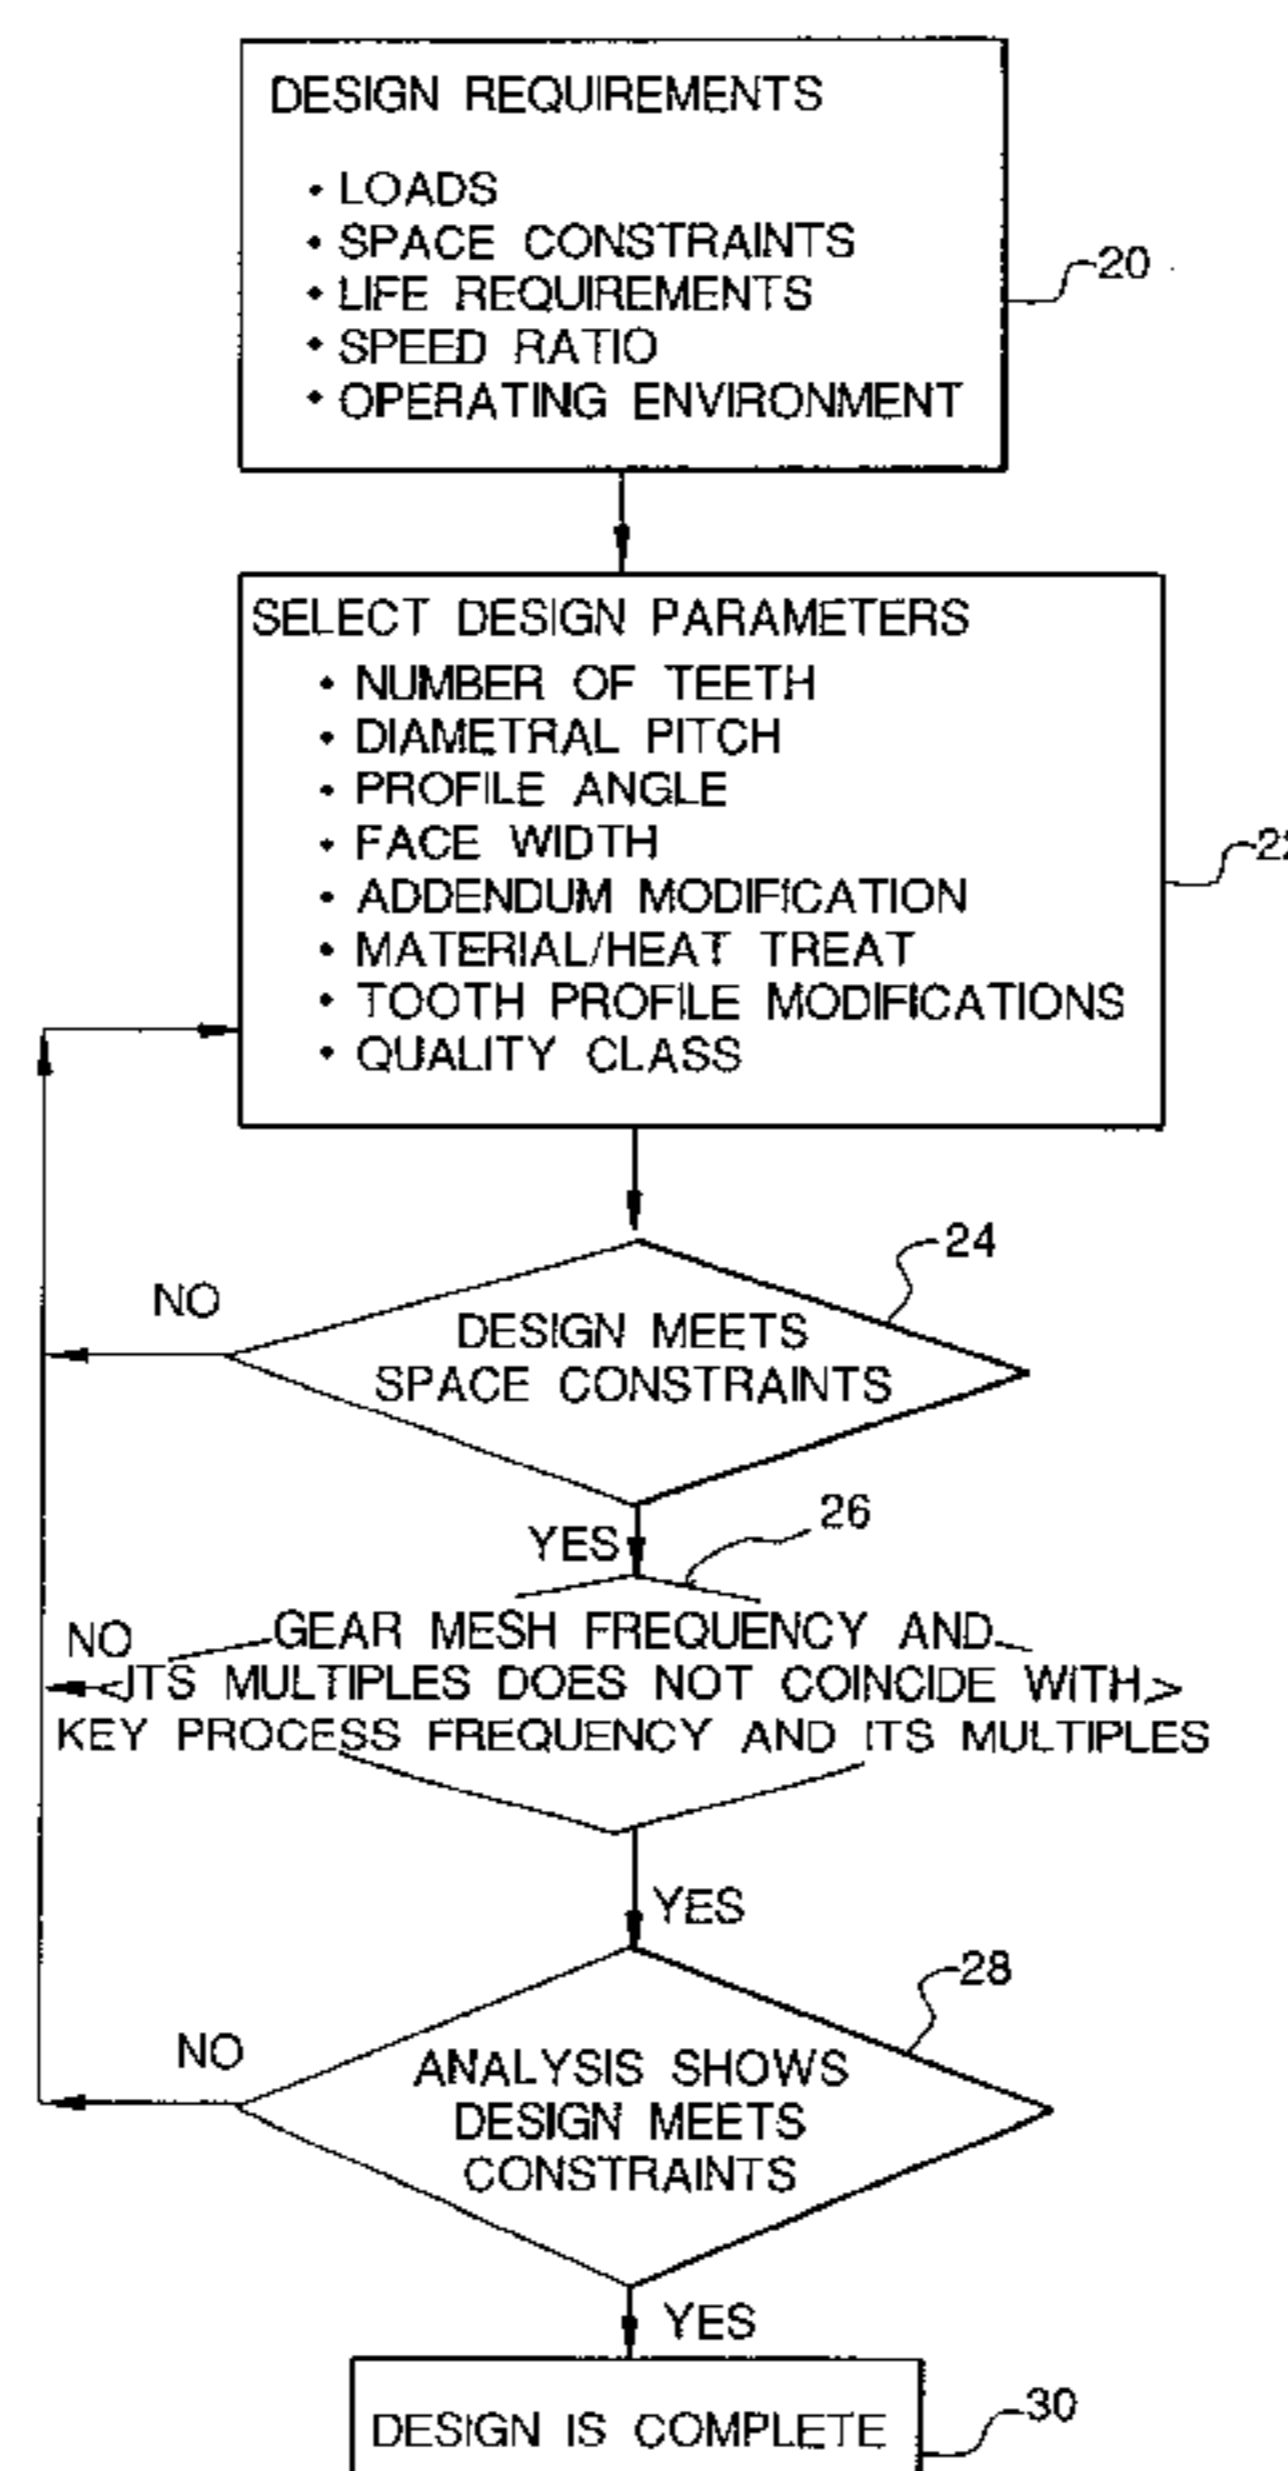 DESIGN REQUIREMENTS
• LOADS
• SPACE CONSTRAINTS
• LIFE REQUIREMENTS
• SPEED RATIO
• OPERATING ENVIRONMENT
20
SELECT DESIGN PARAMETERS
• NUMBER OF TEETH
• DIAMETRAL PITCH
• PROFILE ANGLE
• FACE WIDTH
• ADDENDUM MODIFICATION
• MATERIAL/HEAT TREAT
• TOOTH PROFILE MODIFICATIONS
• QUALITY CLASS
22
24
NO
DESIGN MEETS
SPACE CONSTRAINTS
YES
26
NO
GEAR MESH FREQUENCY AND
ITS MULTIPLES DOES NOT COINCIDE WITH
KEY PROCESS FREQUENCY AND ITS MULTIPLES
YES
28
NO
ANALYSIS SHOWS
DESIGN MEETS
CONSTRAINTS
YES
DESIGN IS COMPLETE
30